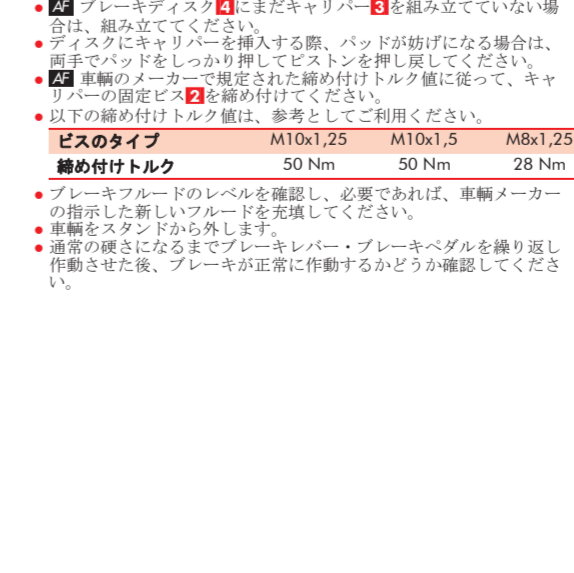 ● AF ブレーキディスク4にまだキャリパー3を組み立てていない場
合は、組み立ててください。
● ディスクにキャリパーを挿入する際、パッドが妨げになる場合は、
両手でパッドをしっかり押してピストンを押し戻してください。
● AF 車輌のメーカーで規定された締め付けトルク値に従って、キャ
リパーの固定ビス2を締め付けてください。
● 以下の締め付けトルク値は、参考としてご利用ください。
ビスのタイプ M10x1,25 M10x1,5 M8x1,25
締め付けトルク 50 Nm 50 Nm 28 Nm
● ブレーキフルードのレベルを確認し、必要であれば、車輌メーカー
の指示した新しいフルードを充填してください。
● 車輌をスタンドから外します。
● 通常の硬さになるまでブレーキレバー・ブレーキペダルを繰り返し
作動させた後、ブレーキが正常に作動するかどうか確認してくださ
い。